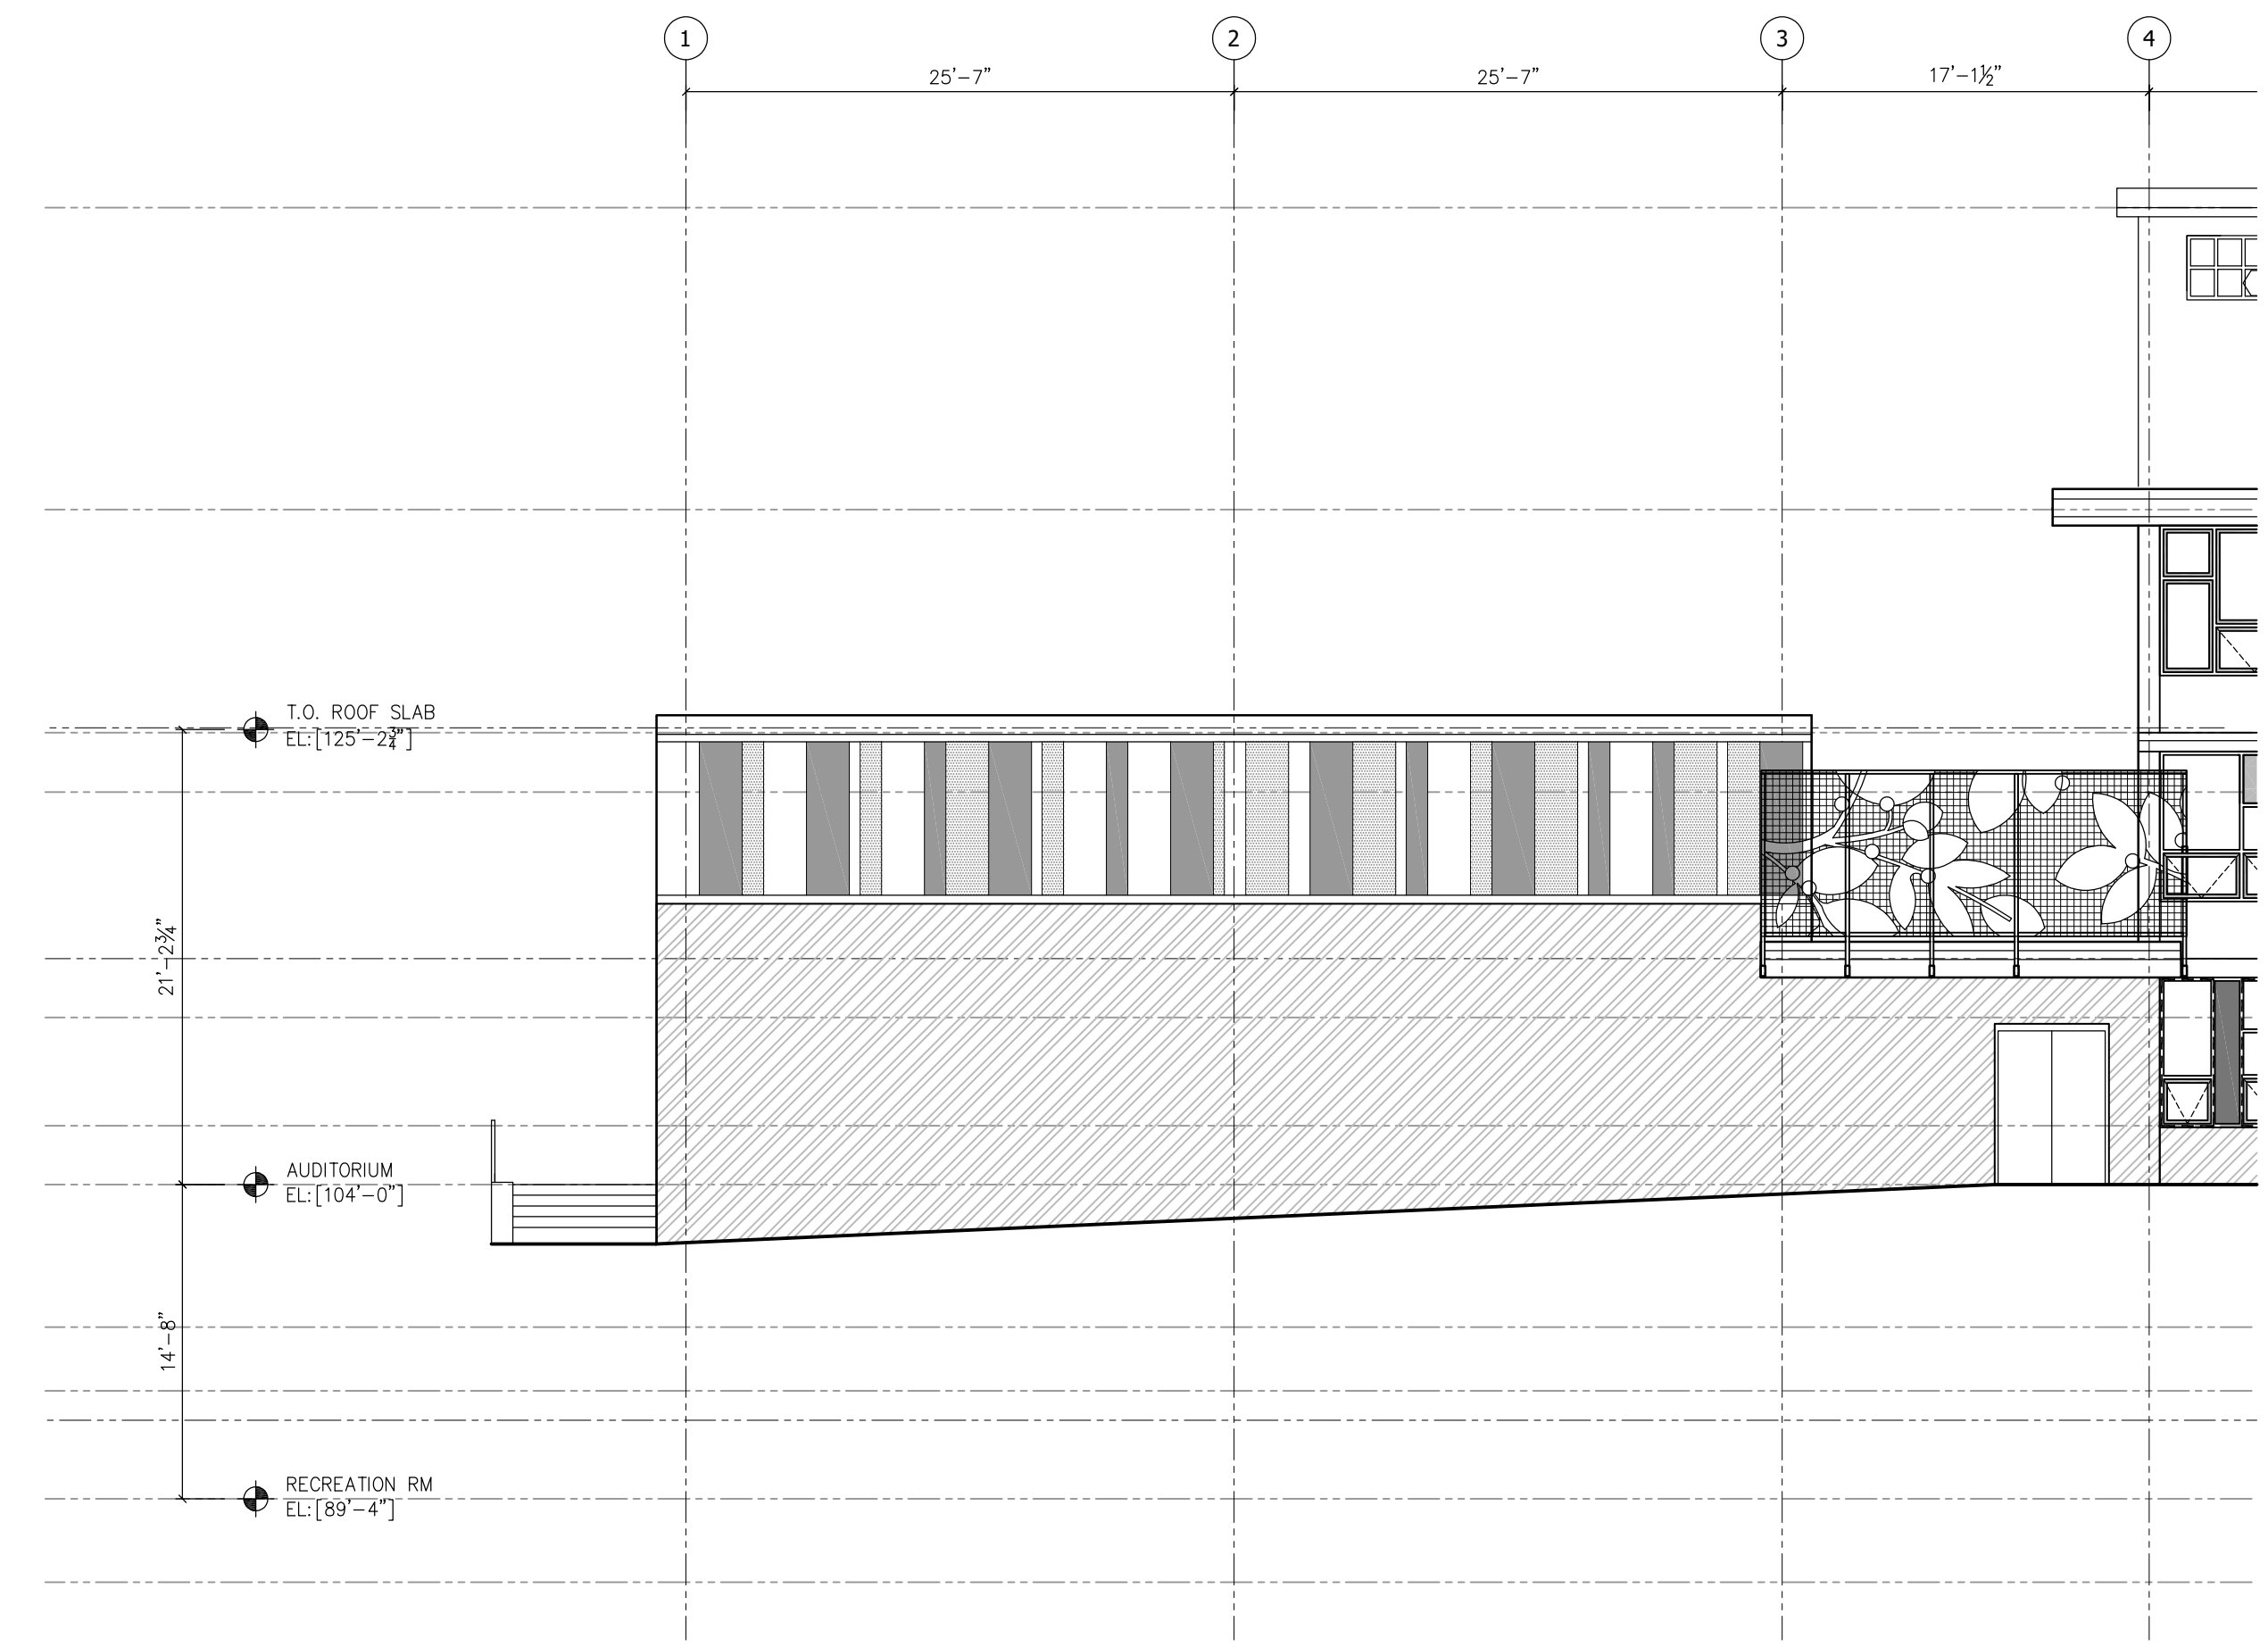 1
2
3
4
25'-7"
25'-7"
17'-1½"
T.O. ROOF SLAB
EL:[125'-2¾"]
21'-2¾"
AUDITORIUM
EL:[104'-0"]
14'-8"
RECREATION RM
EL:[89'-4"]